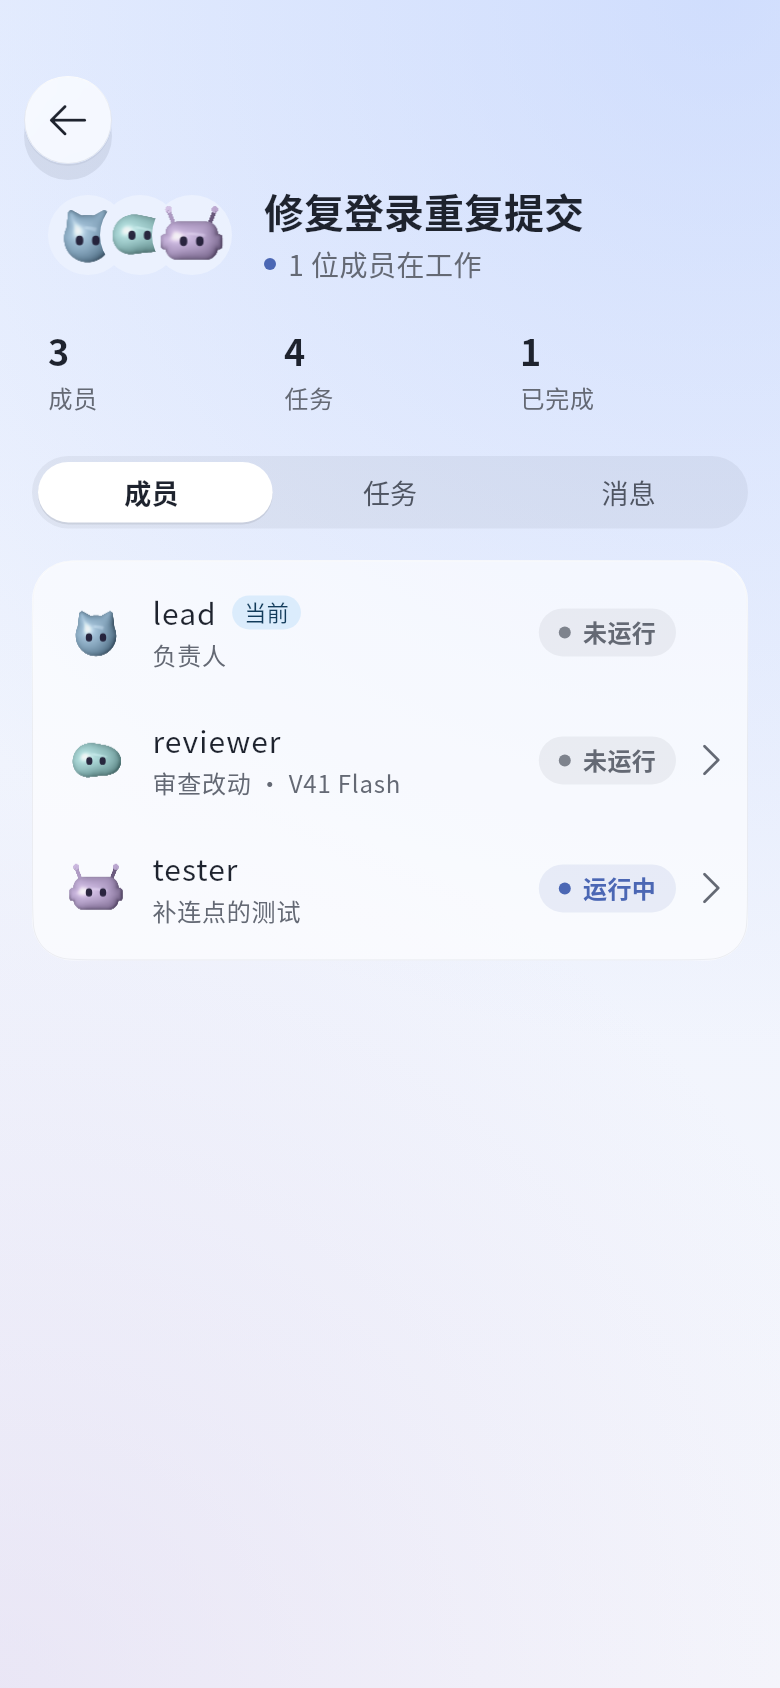 修复登录重复提交
1 位成员在工作
3
成员
4
任务
1
已完成
成员
任务
消息
lead
当前
负责人
未运行
reviewer
审查改动 · V41 Flash
未运行
tester
补连点的测试
运行中